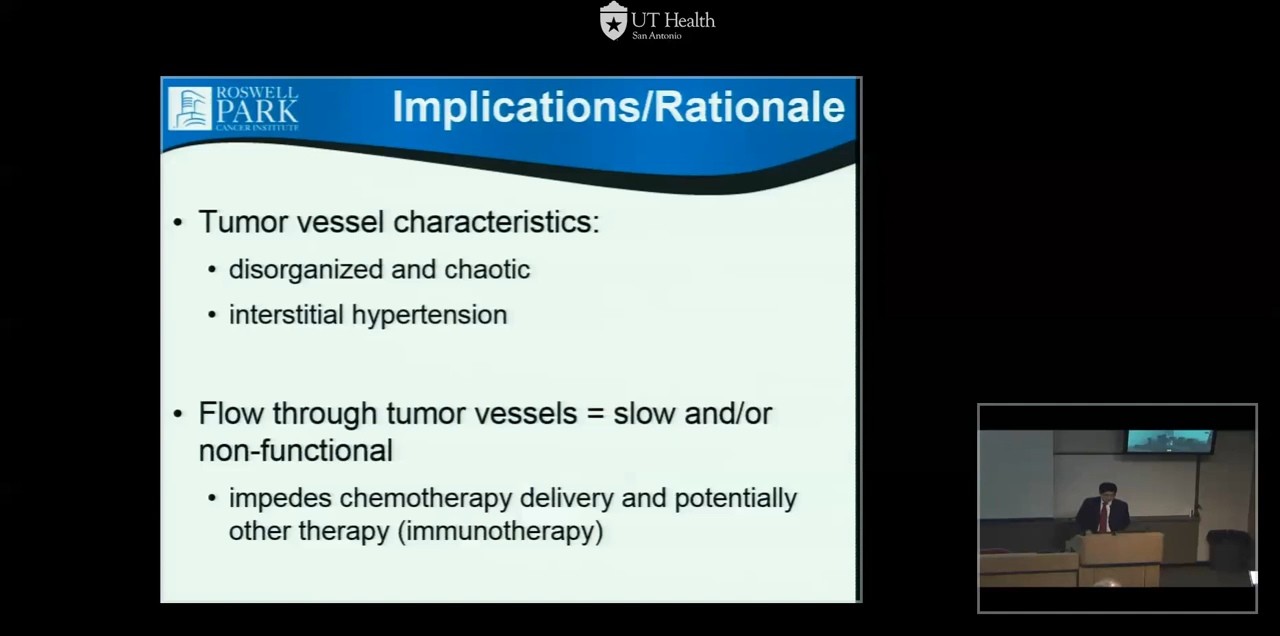 UT Health
San Antonio
ROSWELL
PARK
CANCER INSTITUTE
Implications/Rationale
• Tumor vessel characteristics:
• disorganized and chaotic
• interstitial hypertension
• Flow through tumor vessels = slow and/or
non-functional
• impedes chemotherapy delivery and potentially
other therapy (immunotherapy)